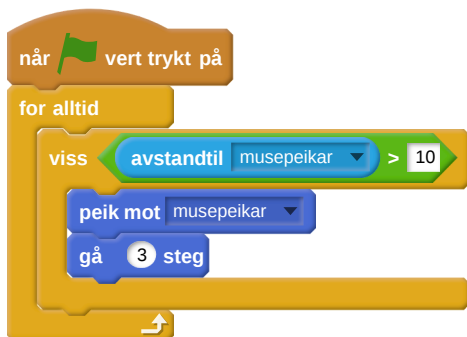 når vert trykt på
for alltid
viss avstandtil musepeikar > 10
peik mot musepeikar
gå 3 steg